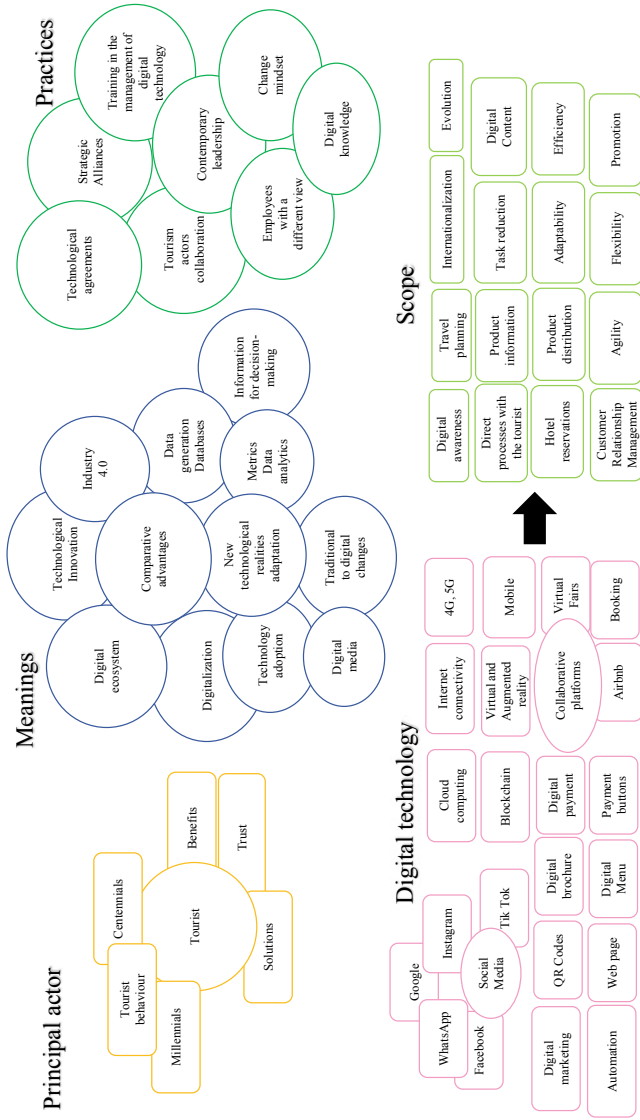 Principal actor
Centennials
Tourist
behaviour
Millennials
Tourist
Benefits
Trust
Solutions
Meanings
Technological
Innovation
Industry
4.0
Digital
ecosystem
Comparative
advantages
Data
generation
Databases
Information
for decision-
making
Digitalization
New
technological
realities
adaptation
Metrics
Data
analytics
Technology
adoption
Digital
media
Traditional
to digital
changes
Practices
Strategic
Alliances
Training in the
management of
digital
technology
Technological
agreements
Contemporary
leadership
Change
mindset
Tourism
actors
collaboration
Employees
with a
different view
Digital
knowledge
Digital technology
Google
Instagram
WhatsApp
Facebook
Social
Media
Tik Tok
Cloud
computing
Internet
connectivity
4G, 5G
Blockchain
Virtual and
Augmented
reality
Mobile
Digital
marketing
QR Codes
Digital
brochure
Digital
payment
Collaborative
platforms
Virtual
Fairs
Automation
Web page
Digital
Menu
Payment
buttons
Airbnb
Booking
Scope
Digital
awareness
Travel
planning
Internationalization
Evolution
Direct
processes with
the tourist
Product
information
Task reduction
Digital
Content
Hotel
reservations
Product
distribution
Adaptability
Efficiency
Customer
Relationship
Management
Agility
Flexibility
Promotion